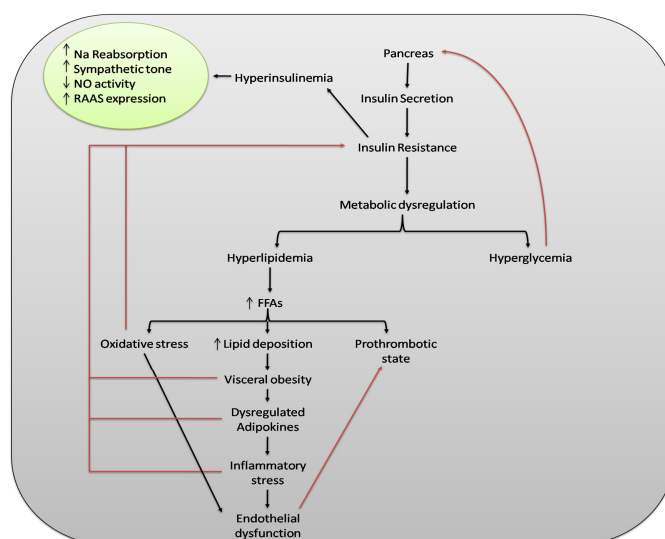 ↑ Na Reabsorption
↑ Sympathetic tone
↓ NO activity
↑ RAAS expression
Hyperinsulinemia
Pancreas
Insulin Secretion
Insulin Resistance
Metabolic dysregulation
Hyperlipidemia
Hyperglycemia
↑ FFAs
Oxidative stress
↑ Lipid deposition
Prothrombotic
state
Visceral obesity
Dysregulated
Adipokines
Inflammatory
stress
Endothelial
dysfunction